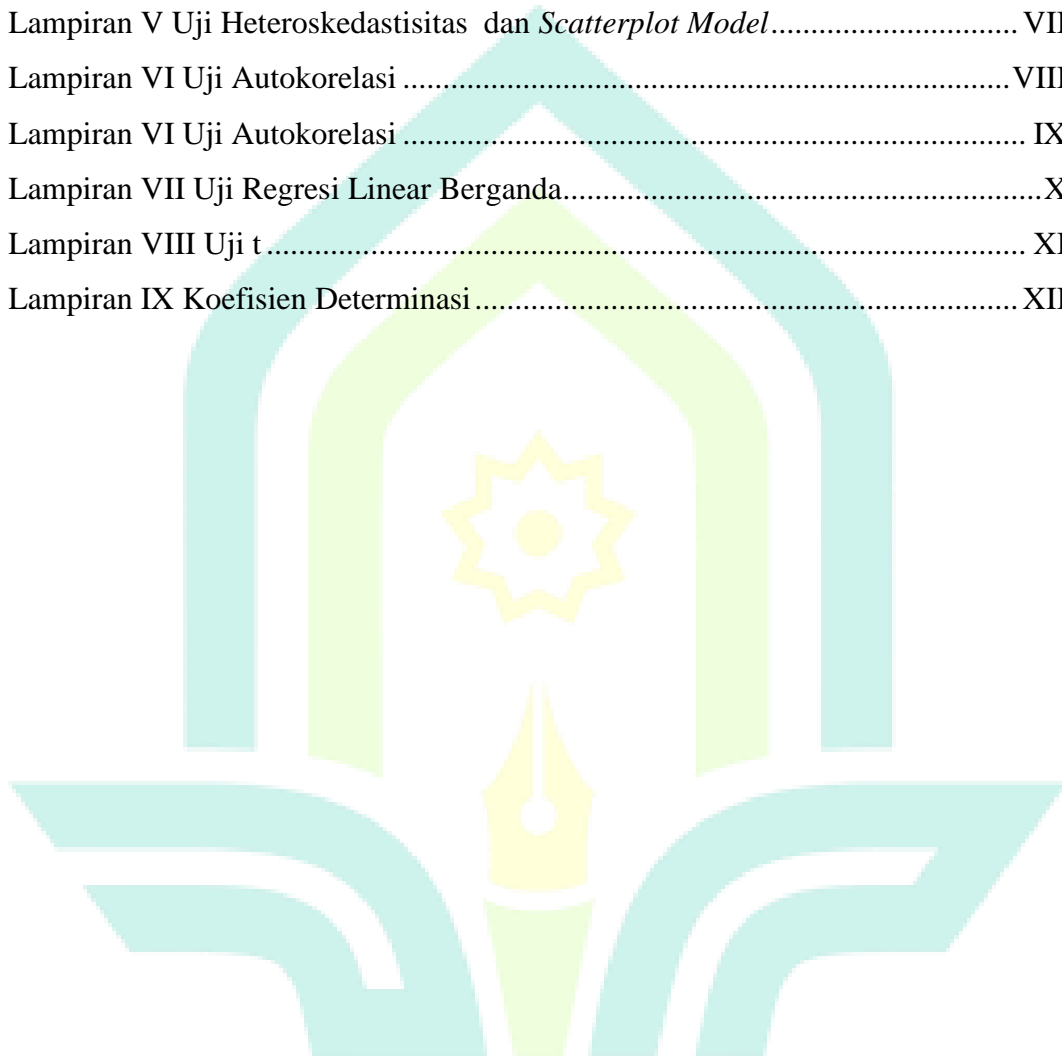 Lampiran V Uji Heteroskedastisitas  dan Scatterplot Model............................... VII
Lampiran VI Uji Autokorelasi ............................................................................VIII
Lampiran VI Uji Autokorelasi .............................................................................. IX
Lampiran VII Uji Regresi Linear Berganda............................................................X
Lampiran VIII Uji t............................................................................................... XI
Lampiran IX Koefisien Determinasi.................................................................... XII